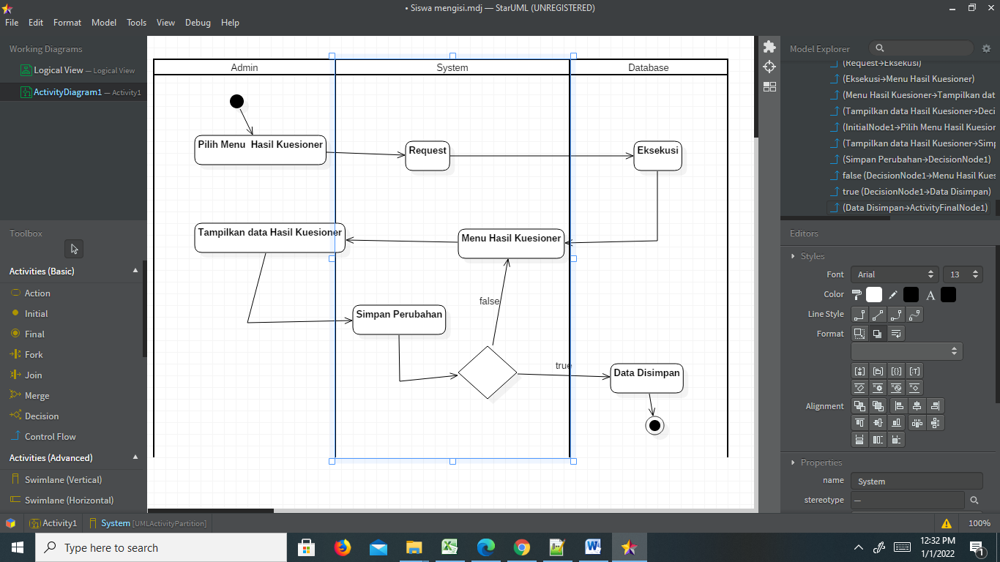 • Siswa mengisi.mdj — StarUML (UNREGISTERED)
File Edit Format Model Tools View Debug Help
Working Diagrams
Logical View — Logical View
ActivityDiagram1 — Activity1
Toolbox
Activities (Basic)
Action
Initial
Final
Fork
Join
Merge
Decision
Control Flow
Activities (Advanced)
Swimlane (Vertical)
Swimlane (Horizontal)
Admin
System
Database
Pilih Menu Hasil Kuesioner
Request
Eksekusi
Tampilkan data Hasil Kuesioner
Menu Hasil Kuesioner
false
Simpan Perubahan
true
Data Disimpan
Model Explorer
(Request→Eksekusi)
(Eksekusi→Menu Hasil Kuesioner)
(Menu Hasil Kuesioner→Tampilkan dat
(Tampilkan data Hasil Kuesioner→Deci
(InitialNode1→Pilih Menu Hasil Kuesior
(Tampilkan data Hasil Kuesioner→Simp
(Simpan Perubahan→DecisionNode1)
false (DecisionNode1→Menu Hasil Kues
true (DecisionNode1→Data Disimpan)
(Data Disimpan→ActivityFinalNode1)
Editors
Styles
Font Arial 13
Color A
Line Style
Format
Alignment
Properties
name System
stereotype —
Activity1 System [UMLActivityPartition]
100%
Type here to search
12:32 PM
1/1/2022
1